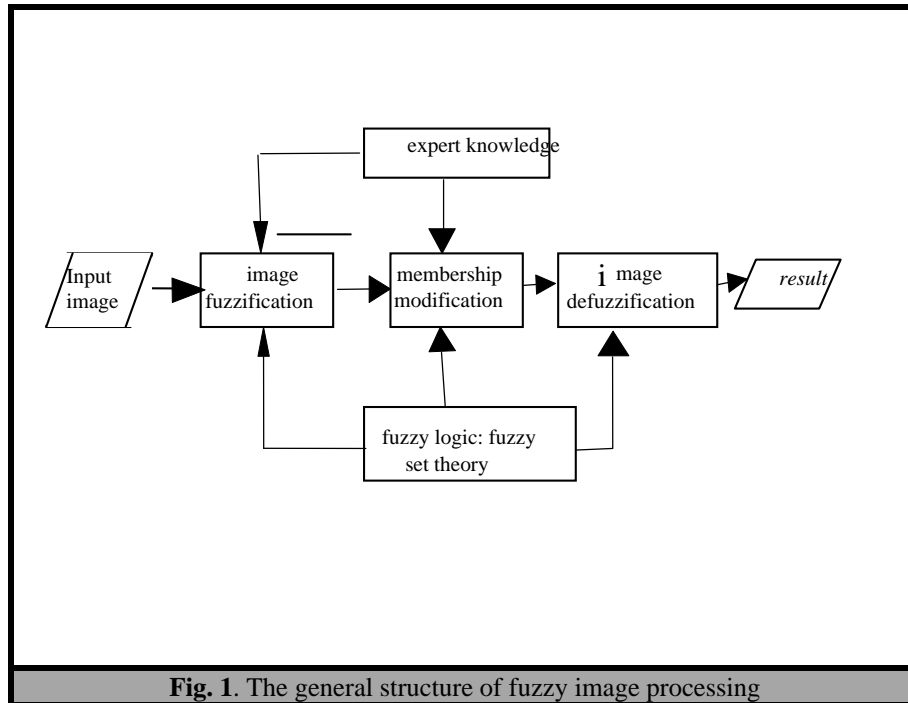 expert knowledge
Input
image
image
fuzzification
membership
modification
i mage
defuzzification
result
fuzzy logic: fuzzy
set theory
Fig. 1. The general structure of fuzzy image processing